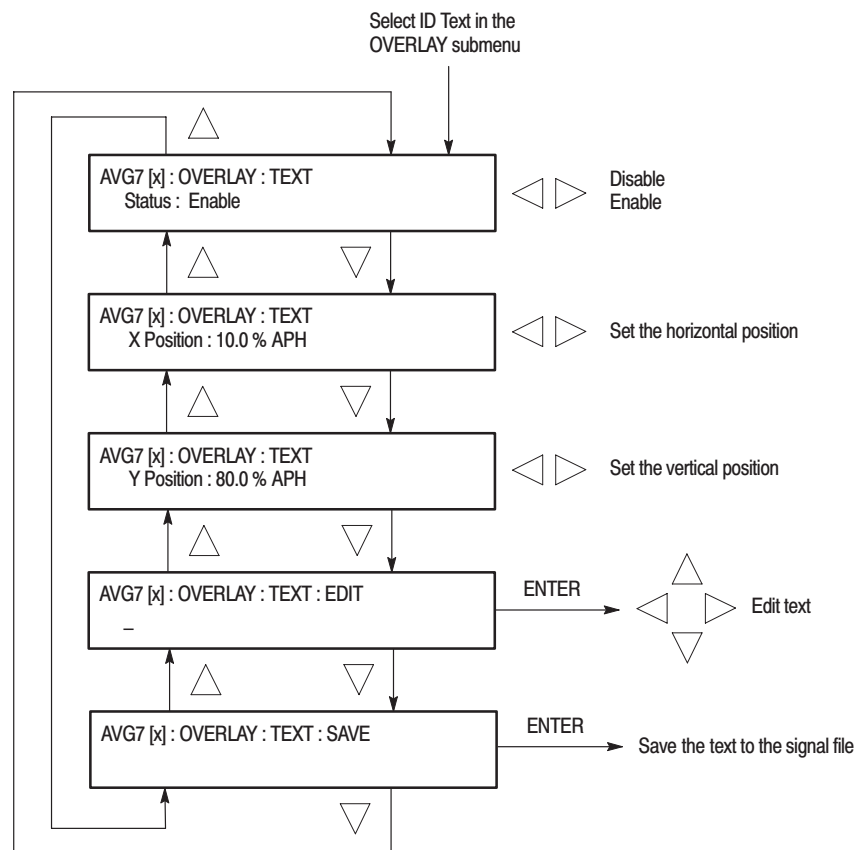 Select ID Text in the
OVERLAY submenu
AVG7 [x] : OVERLAY : TEXT
Status : Enable
Disable
Enable
AVG7 [x] : OVERLAY : TEXT
X Position : 10.0 % APH
Set the horizontal position
AVG7 [x] : OVERLAY : TEXT
Y Position : 80.0 % APH
Set the vertical position
AVG7 [x] : OVERLAY : TEXT : EDIT
_
ENTER
Edit text
AVG7 [x] : OVERLAY : TEXT : SAVE
ENTER
Save the text to the signal file